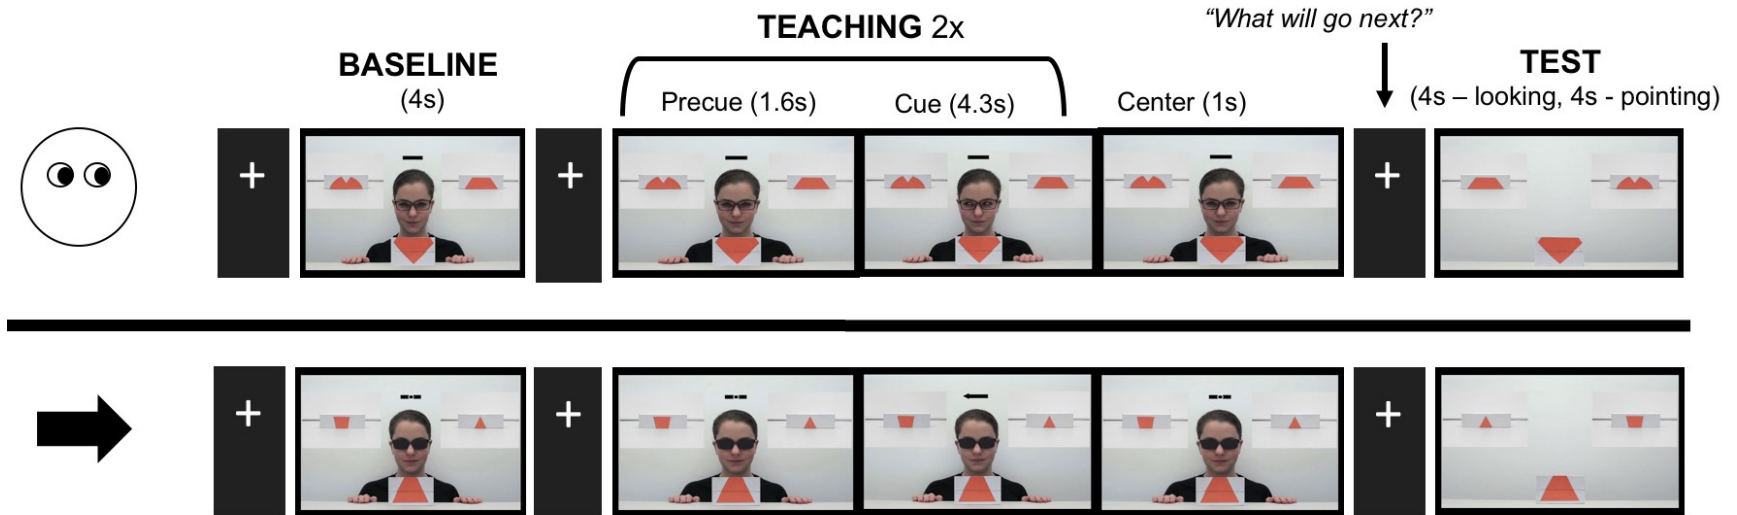 “What will go next?”
TEACHING 2x
BASELINE
(4s)
TEST
Precue (1.6s)
Cue (4.3s)
Center (1s)
(4s – looking, 4s - pointing)